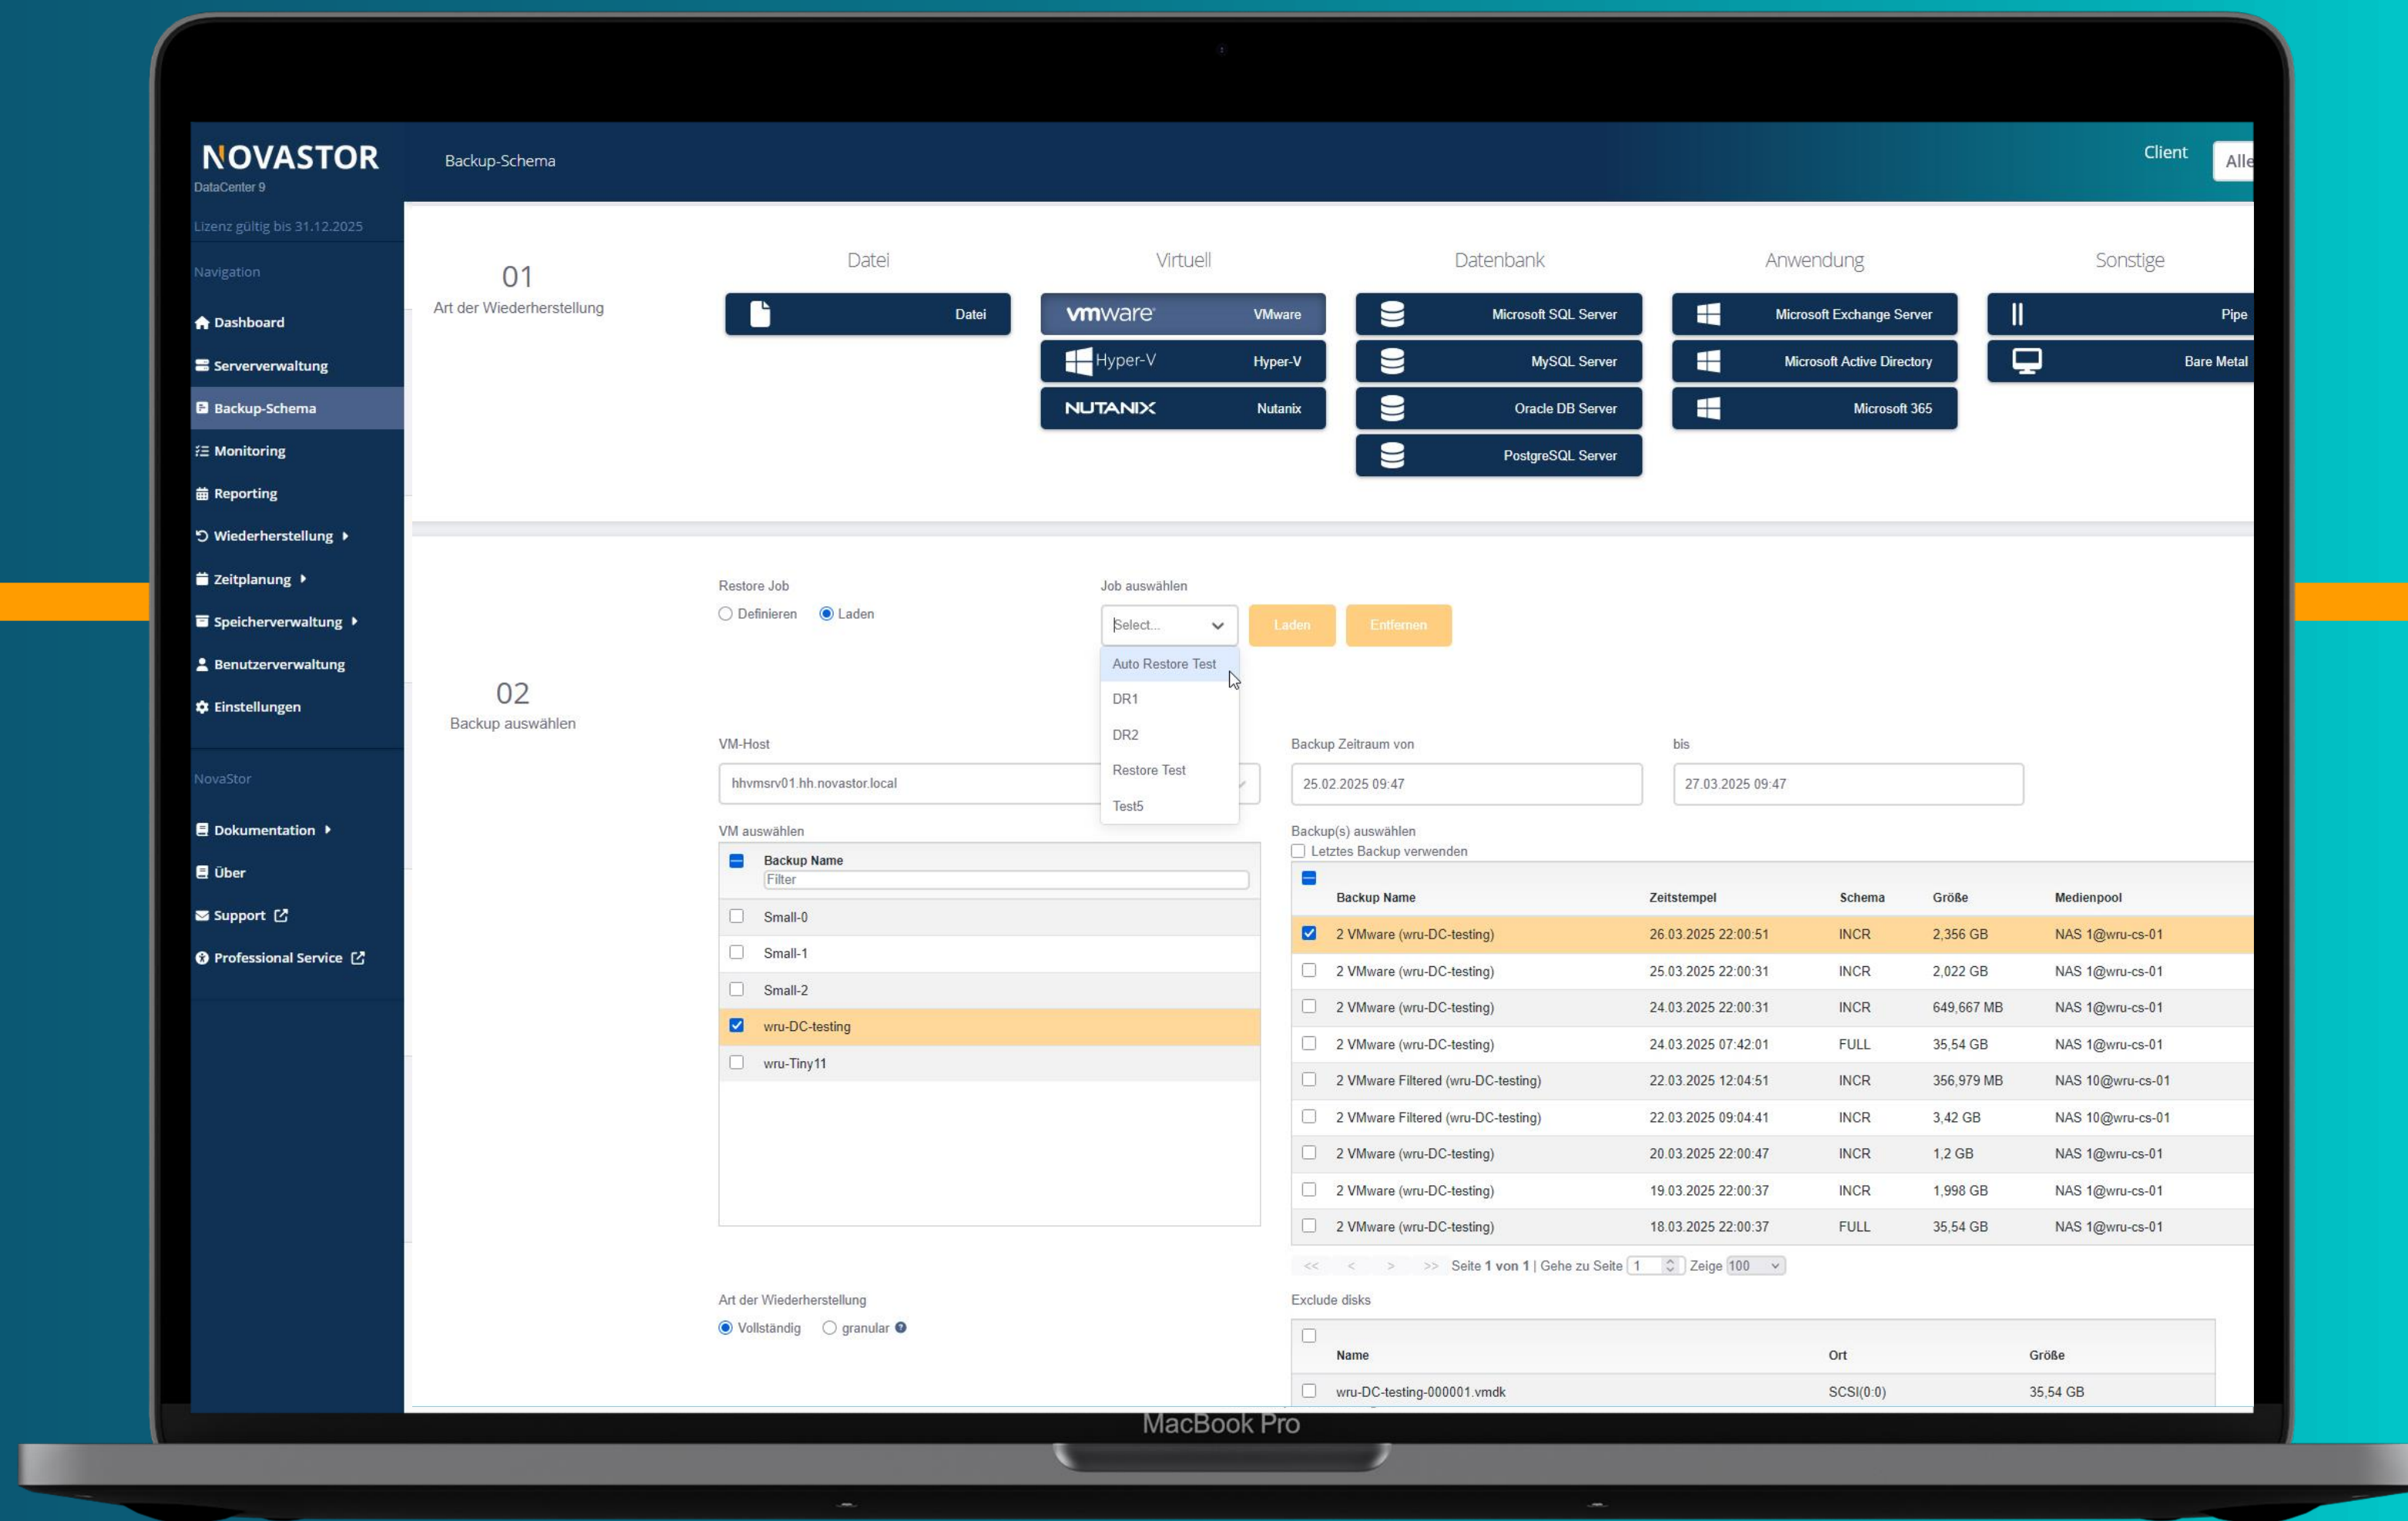 NOVASTOR
DataCenter 9
Lizenz gültig bis 31.12.2025
Navigation
Dashboard
Serververwaltung
Backup-Schema
Monitoring
Reporting
Wiederherstellung
Zeitplanung
Speicherverwaltung
Benutzerverwaltung
Einstellungen
NovaStor
Dokumentation
Über
Support
Professional Service
Backup-Schema
Client Alle
01
Art der Wiederherstellung
Datei Virtuell Datenbank Anwendung Sonstige
Datei vmware® VMware Microsoft SQL Server Microsoft Exchange Server Pipe
Hyper-V Hyper-V MySQL Server Microsoft Active Directory Bare Metal
NUTANIX Nutanix Oracle DB Server Microsoft 365
PostgreSQL Server
02
Backup auswählen
Restore Job Job auswählen
Definieren Laden Select... Laden Entfernen
Auto Restore Test
DR1
DR2
Restore Test
Test5
VM-Host
hhvmsrv01.hh.novastor.local
VM auswählen
Backup Name
Filter
Small-0
Small-1
Small-2
wru-DC-testing
wru-Tiny11
Backup Zeitraum von bis
25.02.2025 09:47 27.03.2025 09:47
Backup(s) auswählen
Letztes Backup verwenden
Backup Name Zeitstempel Schema Größe Medienpool
2 VMware (wru-DC-testing) 26.03.2025 22:00:51 INCR 2,356 GB NAS 1@wru-cs-01
2 VMware (wru-DC-testing) 25.03.2025 22:00:31 INCR 2,022 GB NAS 1@wru-cs-01
2 VMware (wru-DC-testing) 24.03.2025 22:00:31 INCR 649,667 MB NAS 1@wru-cs-01
2 VMware (wru-DC-testing) 24.03.2025 07:42:01 FULL 35,54 GB NAS 1@wru-cs-01
2 VMware Filtered (wru-DC-testing) 22.03.2025 12:04:51 INCR 356,979 MB NAS 10@wru-cs-01
2 VMware Filtered (wru-DC-testing) 22.03.2025 09:04:41 INCR 3,42 GB NAS 10@wru-cs-01
2 VMware (wru-DC-testing) 20.03.2025 22:00:47 INCR 1,2 GB NAS 1@wru-cs-01
2 VMware (wru-DC-testing) 19.03.2025 22:00:37 INCR 1,998 GB NAS 1@wru-cs-01
2 VMware (wru-DC-testing) 18.03.2025 22:00:37 FULL 35,54 GB NAS 1@wru-cs-01
<< < > >> Seite 1 von 1 | Gehe zu Seite 1 Zeige 100
Art der Wiederherstellung
Vollständig granular
Exclude disks
Name Ort Größe
wru-DC-testing-000001.vmdk SCSI(0:0) 35,54 GB
MacBook Pro